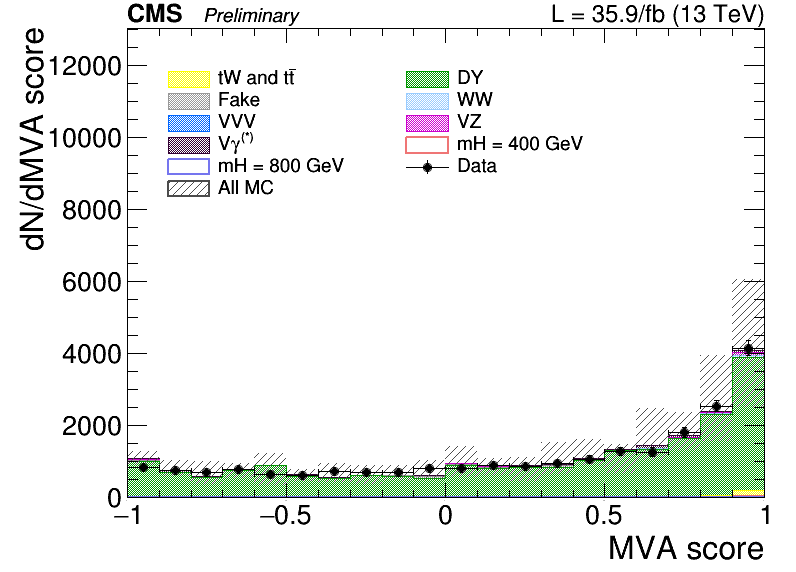 CMS Preliminary L = 35.9/fb (13 TeV)
dN/dMVA score
12000
10000
8000
6000
4000
2000
0
tW and tt̄ DY
Fake WW
VVV VZ
Vγ(*) mH = 400 GeV
mH = 800 GeV Data
All MC
−1 −0.5 0 0.5 1
MVA score